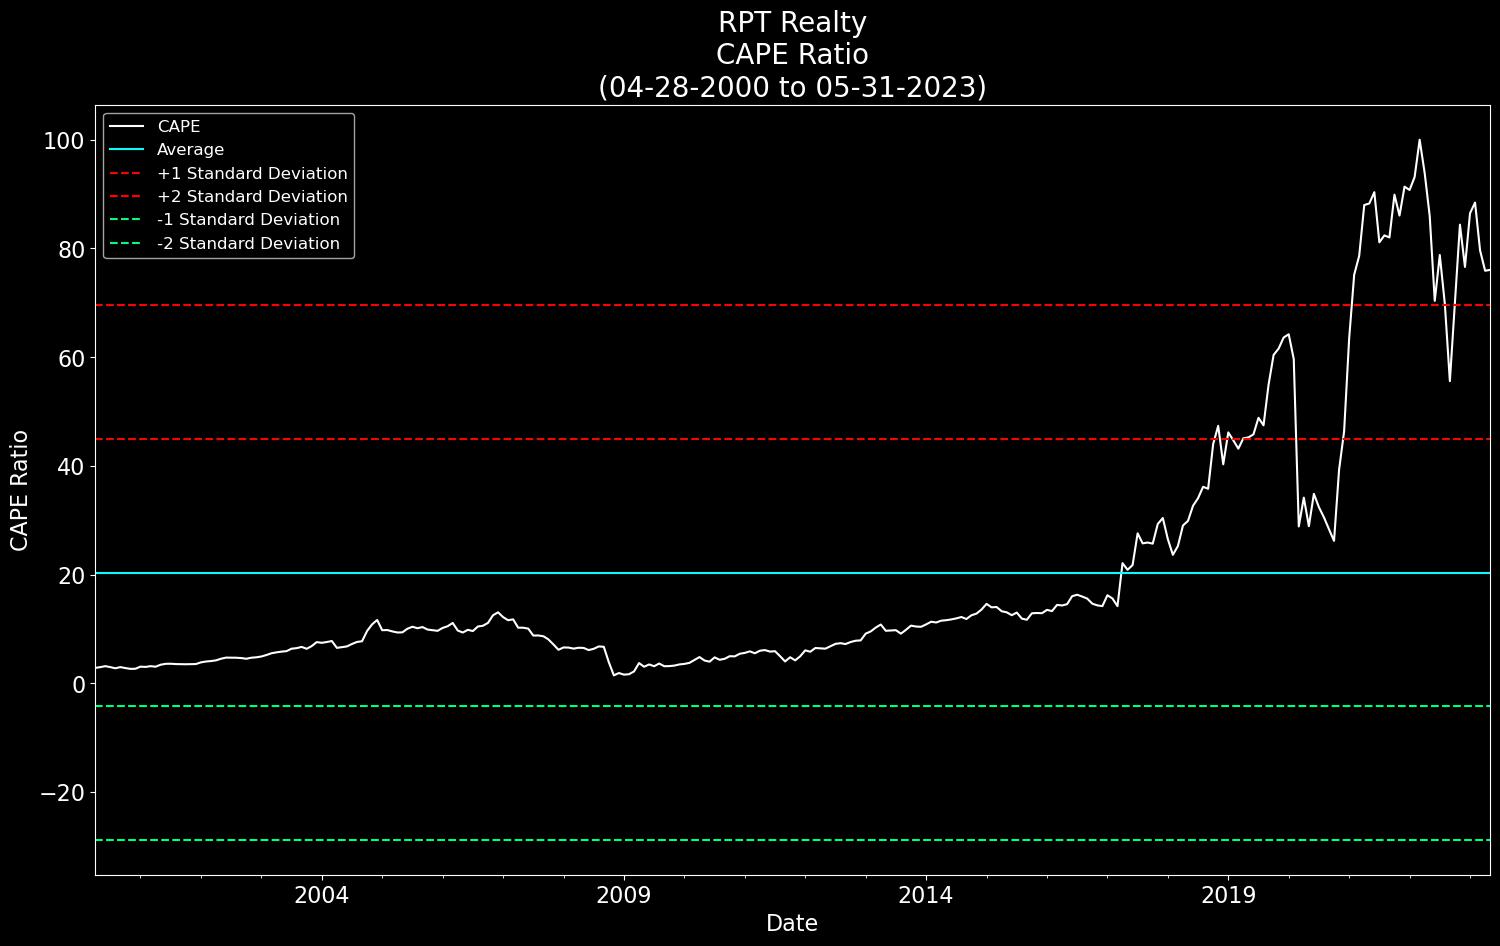 RPT Realty
CAPE Ratio
(04-28-2000 to 05-31-2023)
CAPE
Average
+1 Standard Deviation
+2 Standard Deviation
-1 Standard Deviation
-2 Standard Deviation
100
80
60
40
20
0
−20
CAPE Ratio
2004
2009
2014
2019
Date